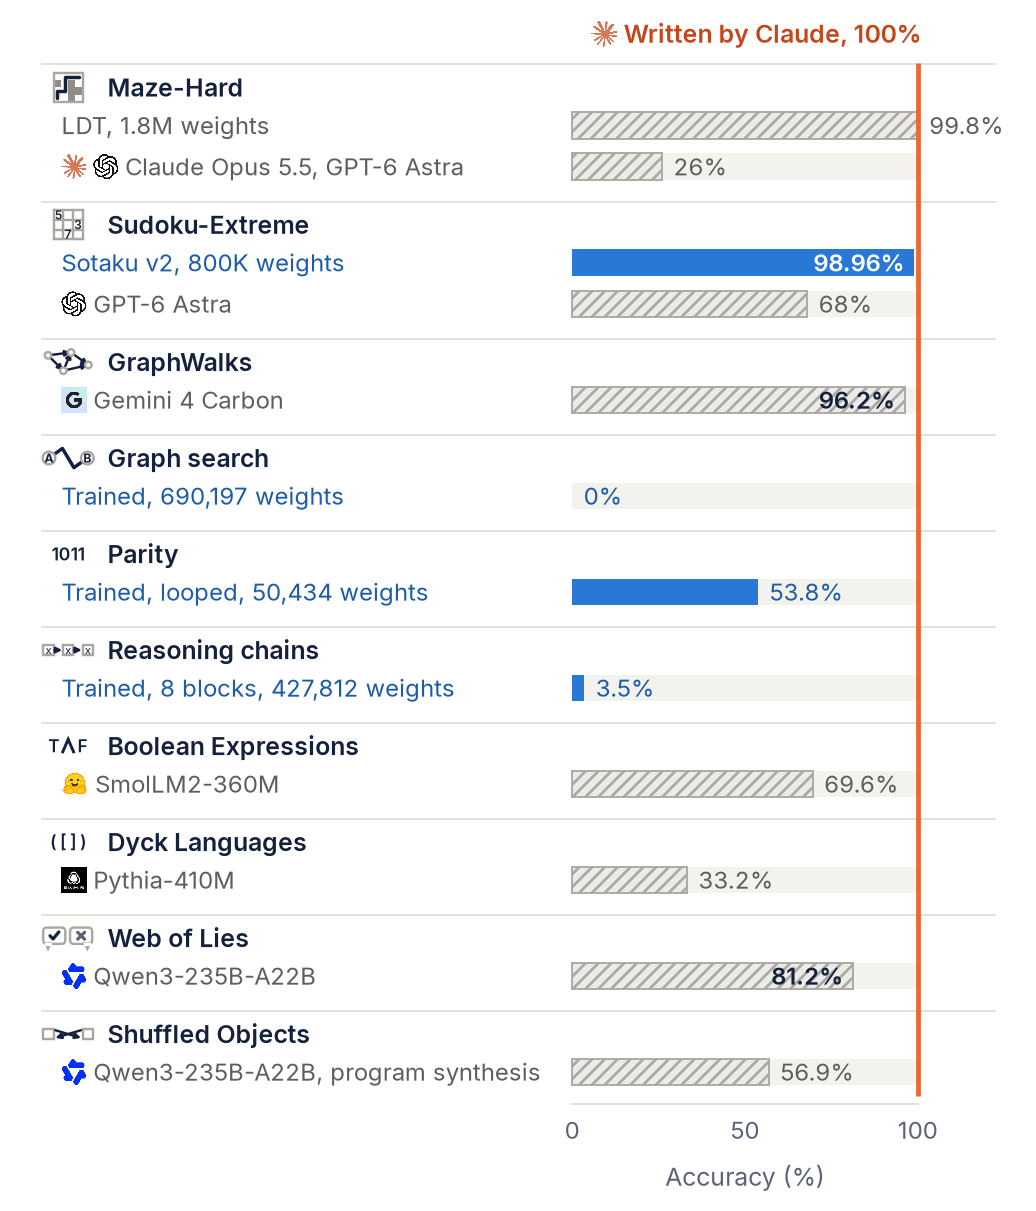 Written by Claude, 100%
Maze-Hard
LDT, 1.8M weights 99.8%
Claude Opus 5.5, GPT-6 Astra 26%
5 3 7
Sudoku-Extreme
Sotaku v2, 800K weights 98.96%
GPT-6 Astra 68%
GraphWalks
G Gemini 4 Carbon 96.2%
A B Graph search
Trained, 690,197 weights 0%
1011 Parity
Trained, looped, 50,434 weights 53.8%
x x x Reasoning chains
Trained, 8 blocks, 427,812 weights 3.5%
T Λ F Boolean Expressions
SmolLM2-360M 69.6%
([]) Dyck Languages
Pythia-410M 33.2%
Web of Lies
Qwen3-235B-A22B 81.2%
Shuffled Objects
Qwen3-235B-A22B, program synthesis 56.9%
0 50 100
Accuracy (%)